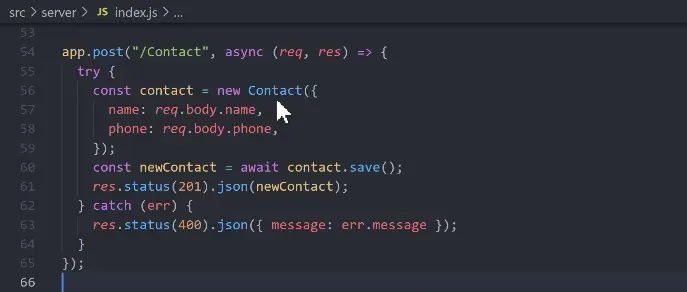 src > server > JS index.js > ...
53
54 app.post("/Contact", async (req, res) => {
55   try {
56     const contact = new Contact({
57       name: req.body.name,
58       phone: req.body.phone,
59     });
60     const newContact = await contact.save();
61     res.status(201).json(newContact);
62   } catch (err) {
63     res.status(400).json({ message: err.message });
64   }
65 });
66